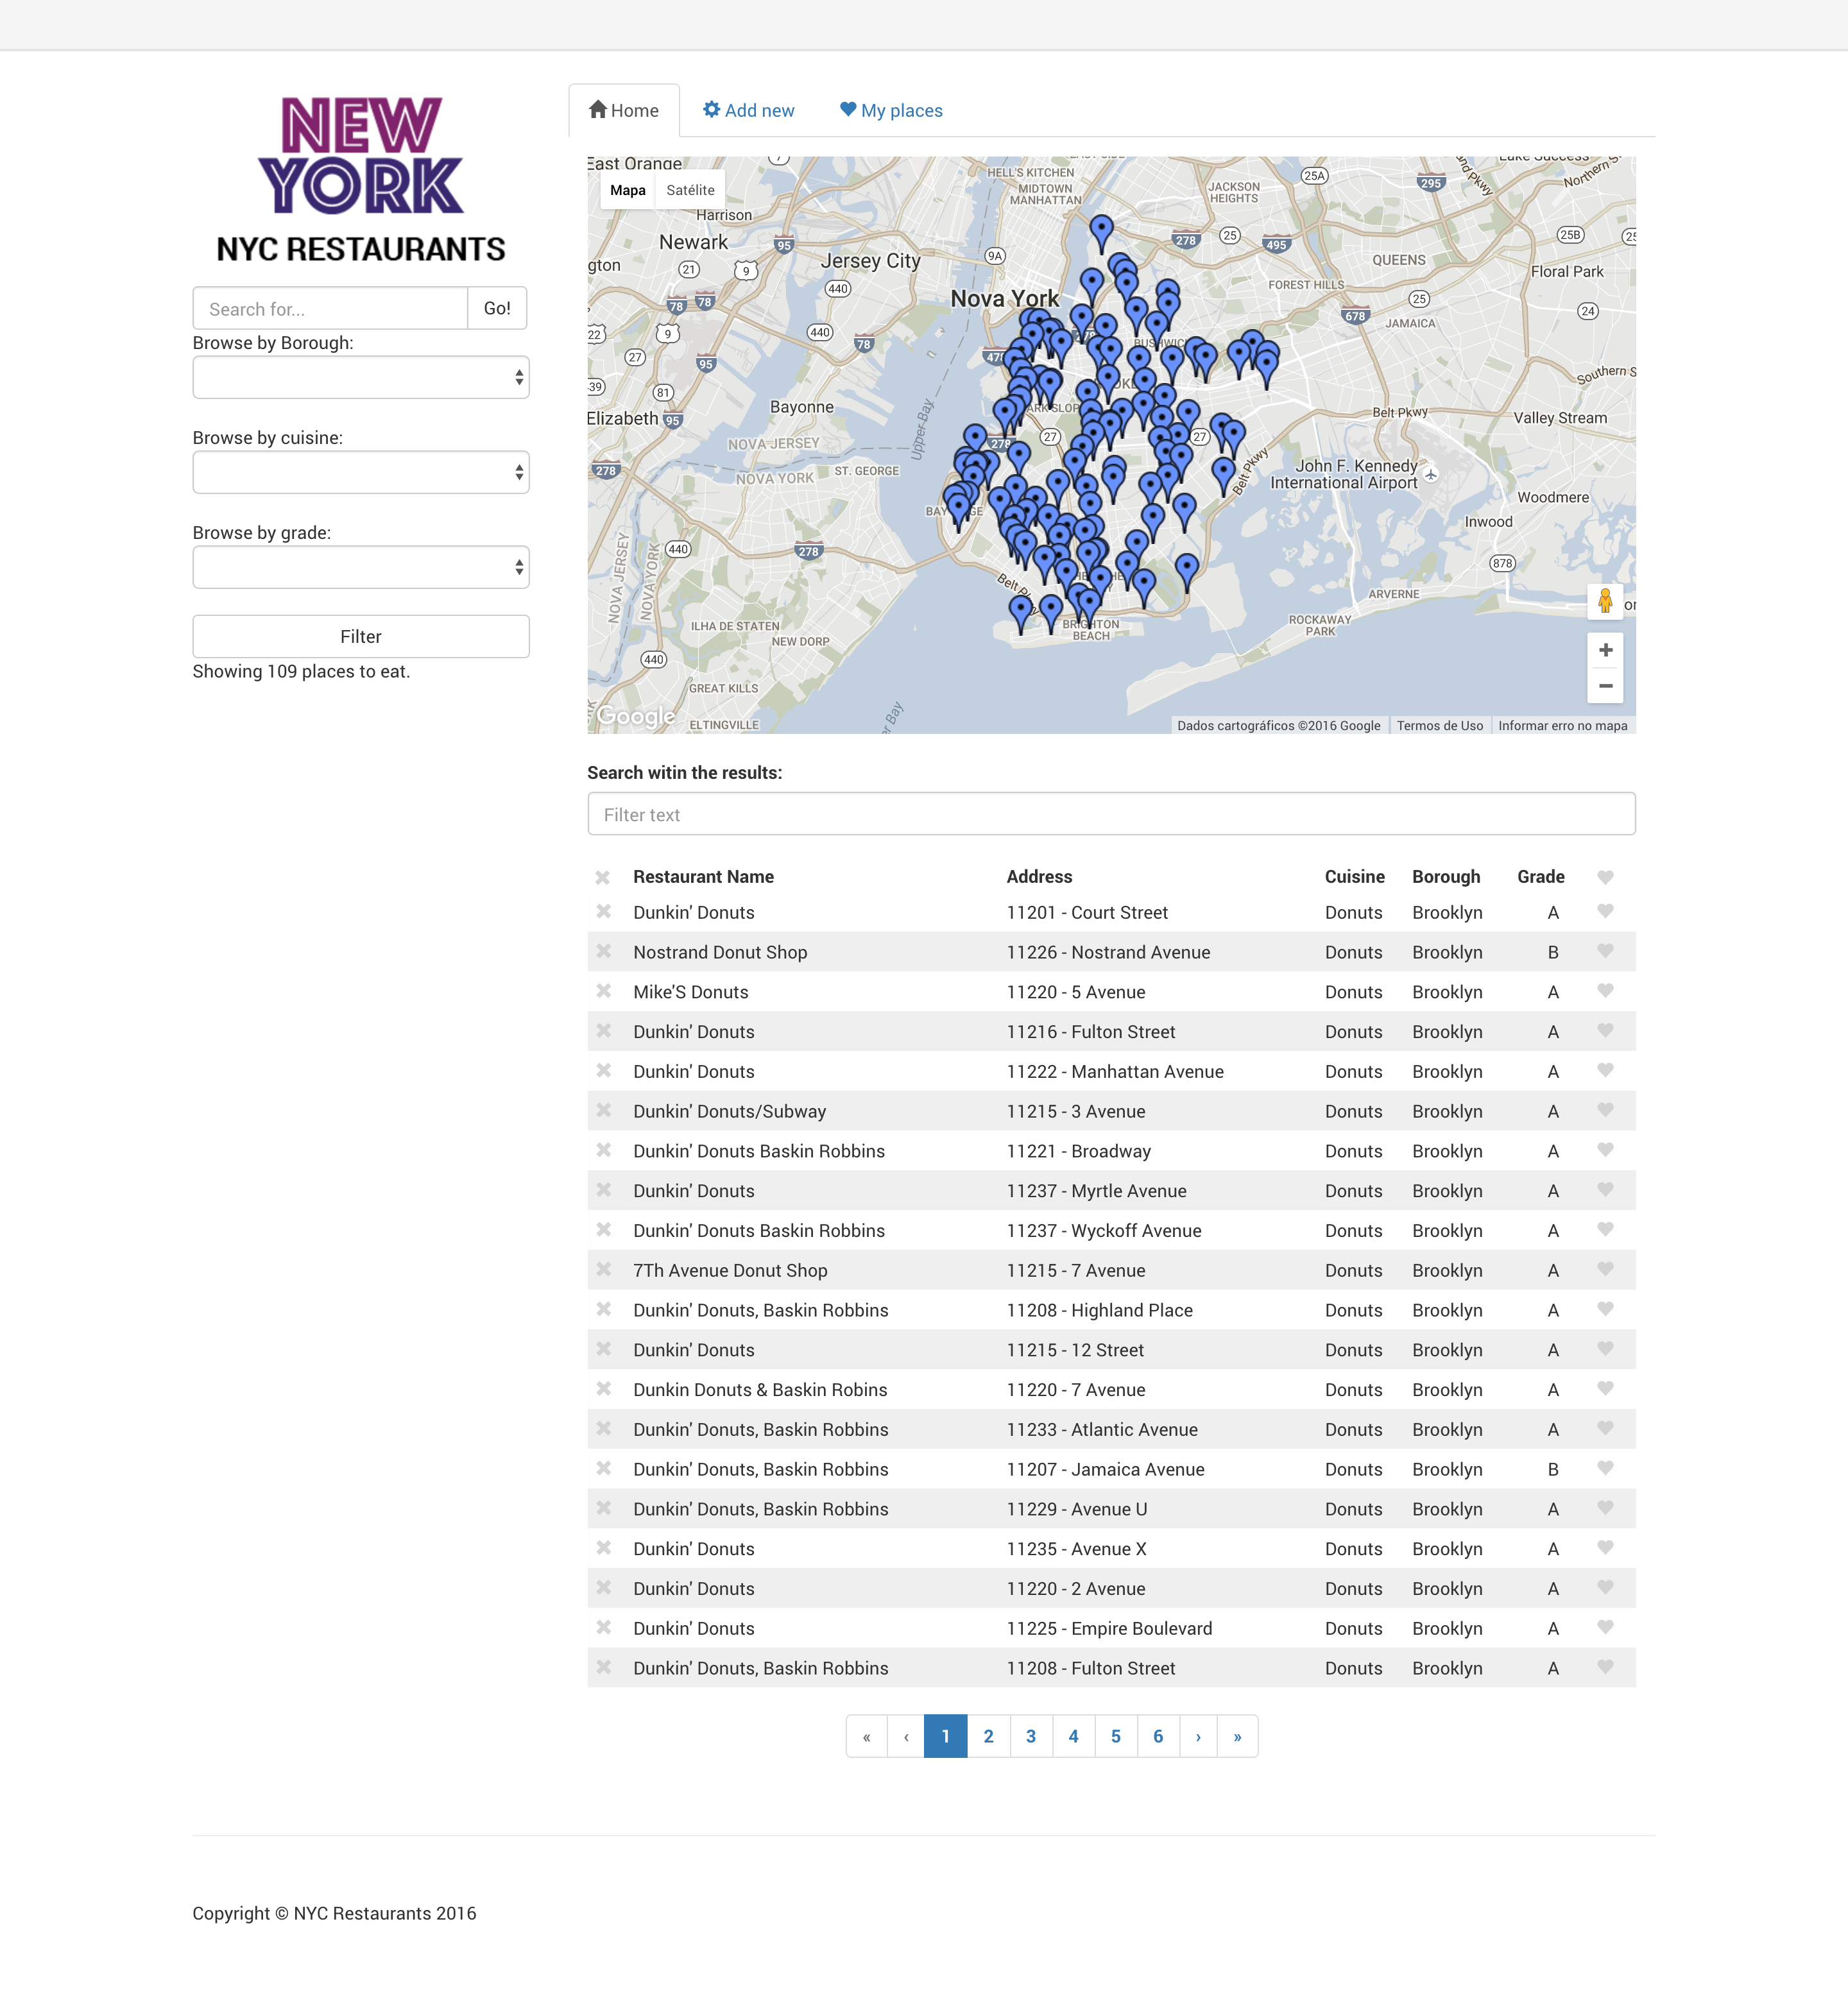 NEW
YORK
NYC RESTAURANTS
Search for...
Go!
Browse by Borough:
Browse by cuisine:
Browse by grade:
Filter
Showing 109 places to eat.
Home
Add new
My places
Mapa
Satélite
East Orange
Harrison
Newark
Jersey City
HELL'S KITCHEN
MIDTOWN
MANHATTAN
JACKSON
HEIGHTS
QUEENS
Floral Park
FOREST HILLS
JAMAICA
Nova York
Elizabeth
Bayonne
NOVA JERSEY
NOVA YORK
ST. GEORGE
Upper Bay
Belt Pkwy
Valley Stream
Belt Pkwy
John F. Kennedy
International Airport
Woodmere
Inwood
NOVA JERSEY
NOVA YORK
ILHA DE STATEN
NEW DORP
BRIGHTON
BEACH
ROCKAWAY
PARK
ARVERNE
GREAT KILLS
ELTINGVILLE
Google
Dados cartográficos ©2016 Google
Termos de Uso
Informar erro no mapa
Search witin the results:
Filter text
Restaurant Name Address Cuisine Borough Grade
Dunkin' Donuts 11201 - Court Street Donuts Brooklyn A
Nostrand Donut Shop 11226 - Nostrand Avenue Donuts Brooklyn B
Mike'S Donuts 11220 - 5 Avenue Donuts Brooklyn A
Dunkin' Donuts 11216 - Fulton Street Donuts Brooklyn A
Dunkin' Donuts 11222 - Manhattan Avenue Donuts Brooklyn A
Dunkin' Donuts/Subway 11215 - 3 Avenue Donuts Brooklyn A
Dunkin' Donuts Baskin Robbins 11221 - Broadway Donuts Brooklyn A
Dunkin' Donuts 11237 - Myrtle Avenue Donuts Brooklyn A
Dunkin' Donuts Baskin Robbins 11237 - Wyckoff Avenue Donuts Brooklyn A
7Th Avenue Donut Shop 11215 - 7 Avenue Donuts Brooklyn A
Dunkin' Donuts, Baskin Robbins 11208 - Highland Place Donuts Brooklyn A
Dunkin' Donuts 11215 - 12 Street Donuts Brooklyn A
Dunkin Donuts & Baskin Robins 11220 - 7 Avenue Donuts Brooklyn A
Dunkin' Donuts, Baskin Robbins 11233 - Atlantic Avenue Donuts Brooklyn A
Dunkin' Donuts, Baskin Robbins 11207 - Jamaica Avenue Donuts Brooklyn B
Dunkin' Donuts, Baskin Robbins 11229 - Avenue U Donuts Brooklyn A
Dunkin' Donuts 11235 - Avenue X Donuts Brooklyn A
Dunkin' Donuts 11220 - 2 Avenue Donuts Brooklyn A
Dunkin' Donuts 11225 - Empire Boulevard Donuts Brooklyn A
Dunkin' Donuts, Baskin Robbins 11208 - Fulton Street Donuts Brooklyn A
« ‹ 1 2 3 4 5 6 › »
Copyright © NYC Restaurants 2016